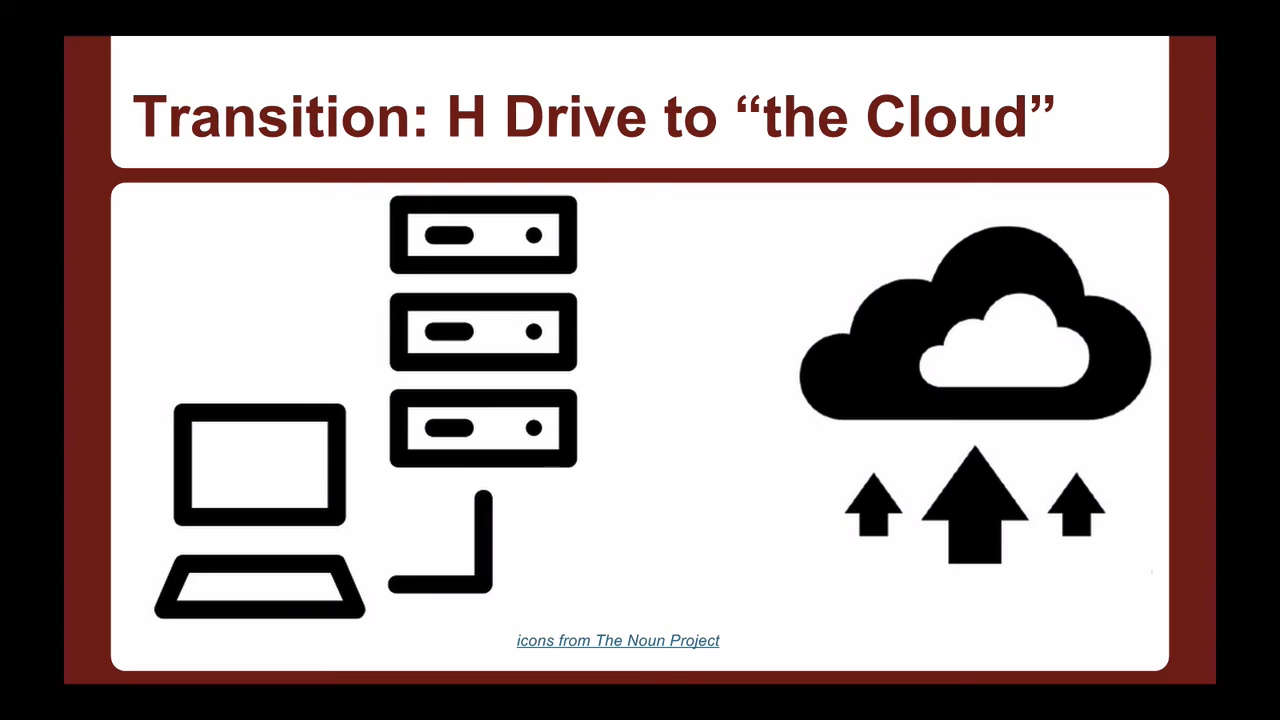 Transition: H Drive to “the Cloud”
icons from The Noun Project